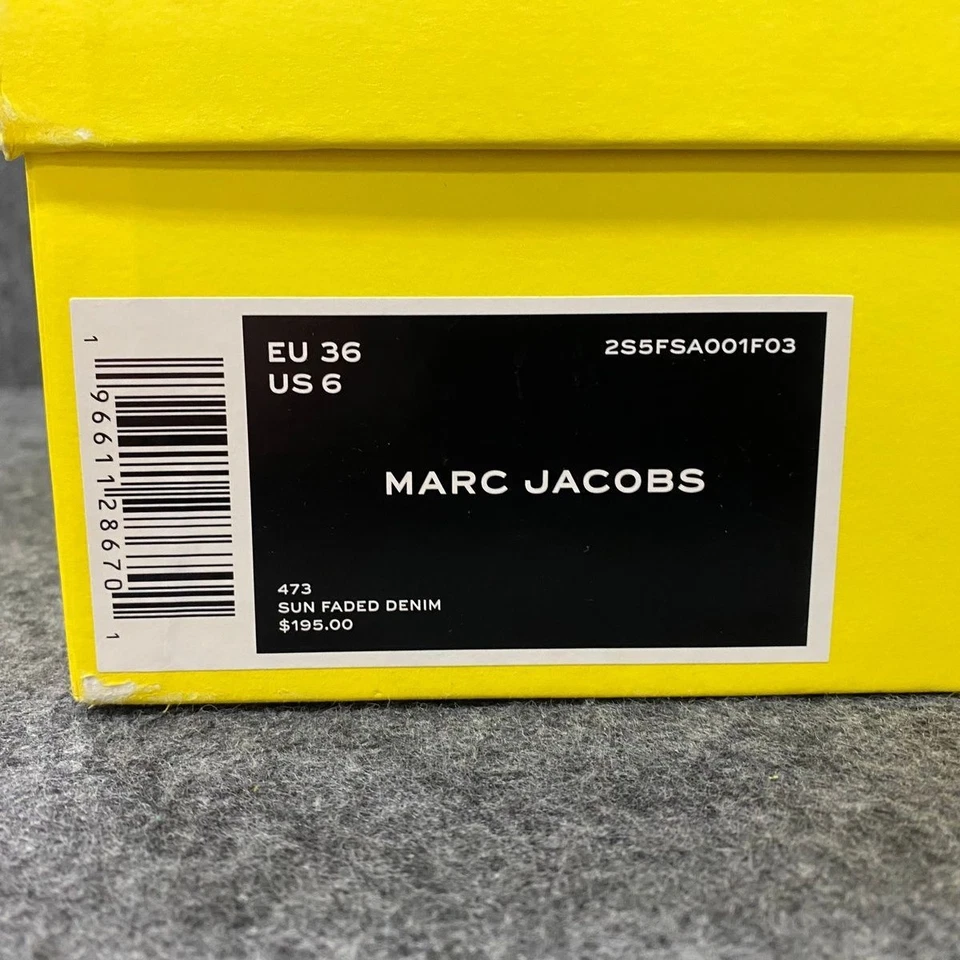 EU 36
US 6
2S5FSA001F03
MARC JACOBS
473
SUN FADED DENIM
$195.00
1 96611 28670 1